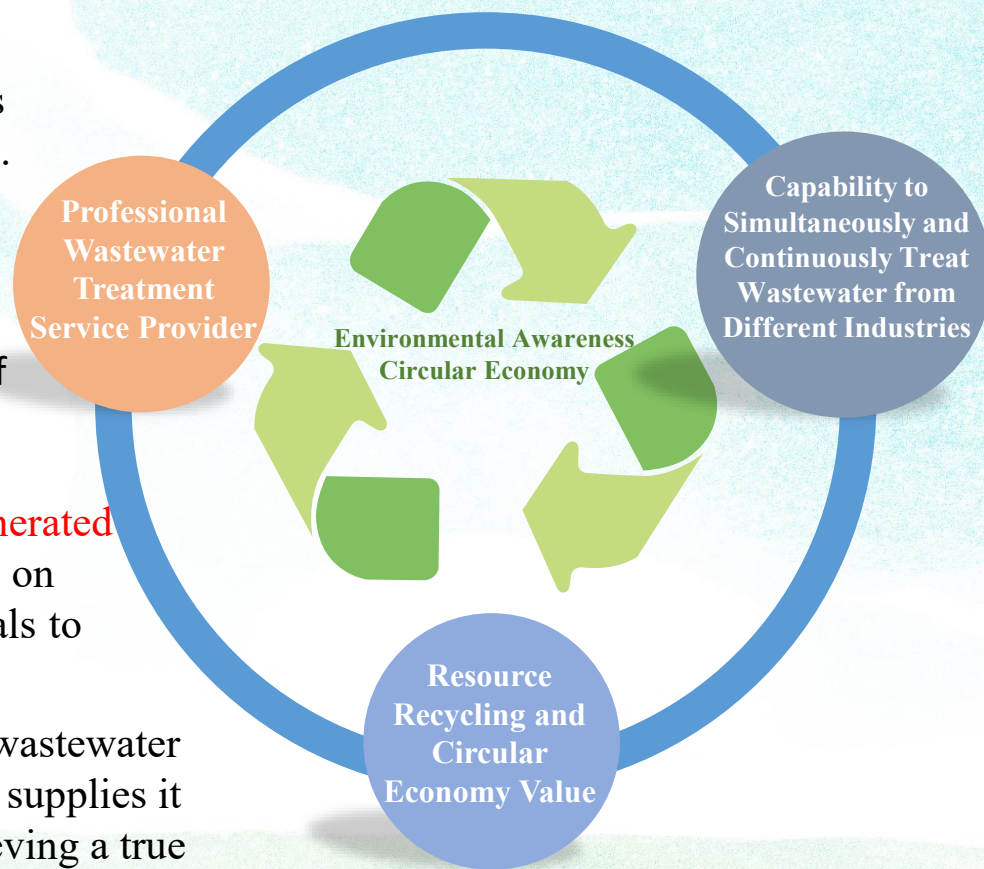 s
.
f
nerated
on
als to
wastewater
supplies it
eving a true
Professional
Wastewater
Treatment
Service Provider
Environmental Awareness
Circular Economy
Capability to
Simultaneously and
Continuously Treat
Wastewater from
Different Industries
Resource
Recycling and
Circular
Economy Value